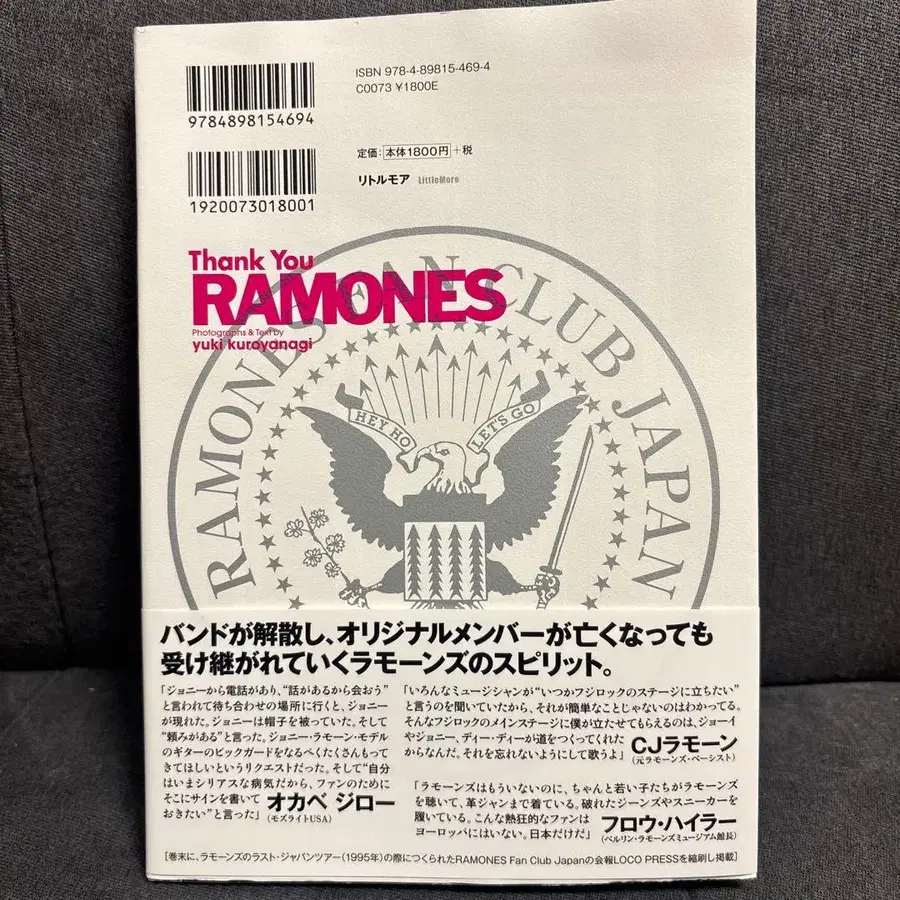 ISBN 978-4-89815-469-4
C0073 ¥1800E
9784898154694
定価: 本体1800円 +税
リトルモア LittleMore
1920073018001
Thank You
RAMONES
Photographs & Text by
yuki kuroyanagi
RAMONES FAN CLUB JAPAN
HEY HO LET'S GO
バンドが解散し、オリジナルメンバーが亡くなっても
受け継がれていくラモーンズのスピリット。
「ジョニーから電話があり、“話があるから会おう”
と言われて待ち合わせの場所に行くと、ジョニー
が現れた。ジョニーは帽子を被っていた。そして
“頼みがある”と言った。ジョニー・ラモーン・モデル
のギターのピックガードをなるべくたくさんもって
きてほしいというリクエストだった。そして“自分
はいまシリアスな病気だから、ファンのために
そこにサインを書いて
おきたい”と言った」
オカベ ジロー
(モズライトUSA)
「いろんなミュージシャンが“いつかフジロックのステージに立ちたい”
と言うのを聞いていたから、それが簡単なことじゃないのはわかってる。
そんなフジロックのメインステージに僕が立たせてもらえるのは、ジョーイ
やジョニー、ディー・ディーが道をつくってくれた
からなんだ。それを忘れないようにして歌うよ」
CJラモーン
(元ラモーンズ・ベーシスト)
「ラモーンズはもういないのに、ちゃんと若い子たちがラモーンズ
を聴いて、革ジャンまで着ている。破れたジーンズやスニーカーを
履いている。こんな熱狂的なファンは
ヨーロッパにはいない。日本だけだ」
フロウ・ハイラー
(ベルリン・ラモーンズミュージアム館長)
[巻末に、ラモーンズのラスト・ジャパンツアー(1995年)の際につくられたRAMONES Fan Club Japanの会報LOCO PRESSを縮刷し掲載]